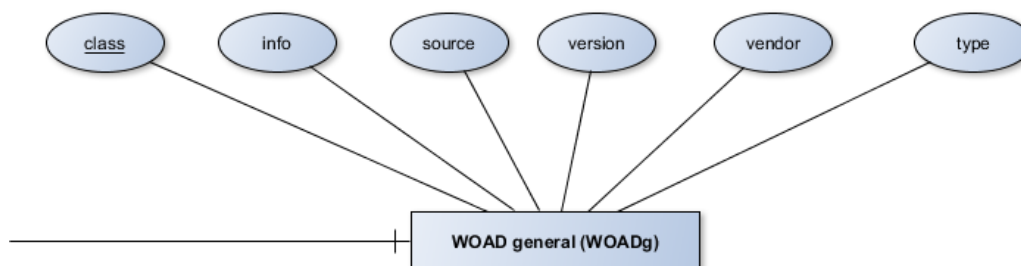 class
info
source
version
vendor
type
WOAD general (WOADg)